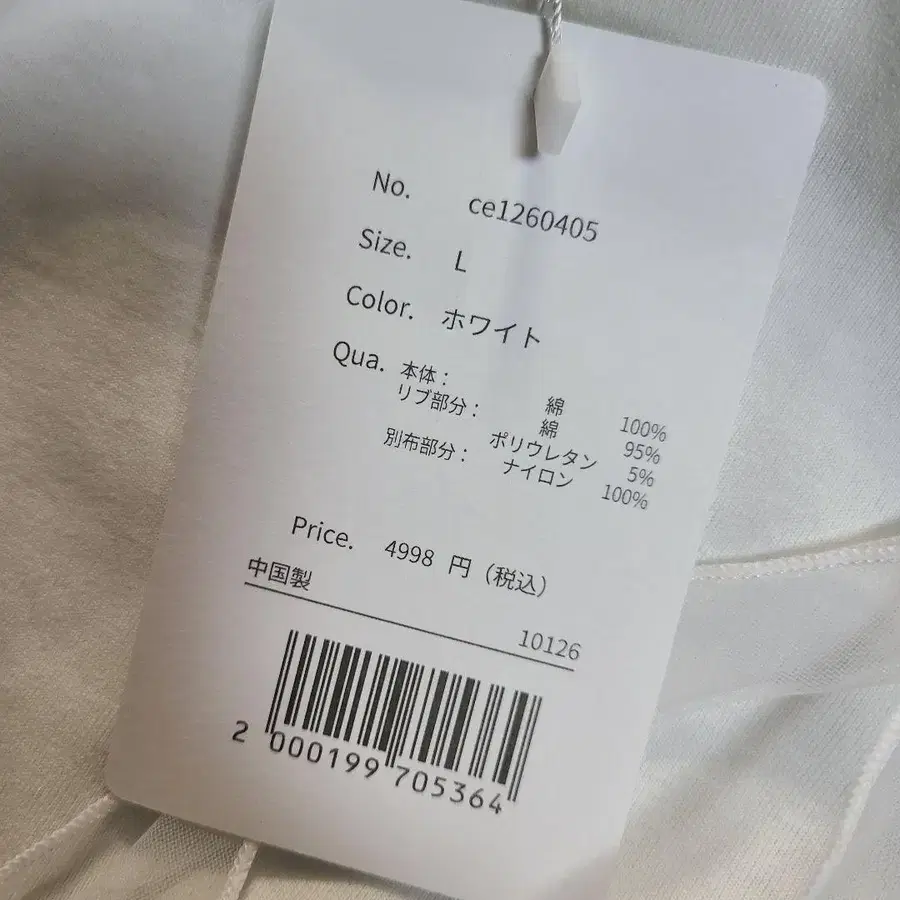 No. ce1260405
Size. L
Color. ホワイト
Qua. 本体： 綿 100%
リブ部分： 綿 95%
ポリウレタン 5%
別布部分： ナイロン 100%
Price. 4998 円（税込）
中国製 10126
2 000199 705364